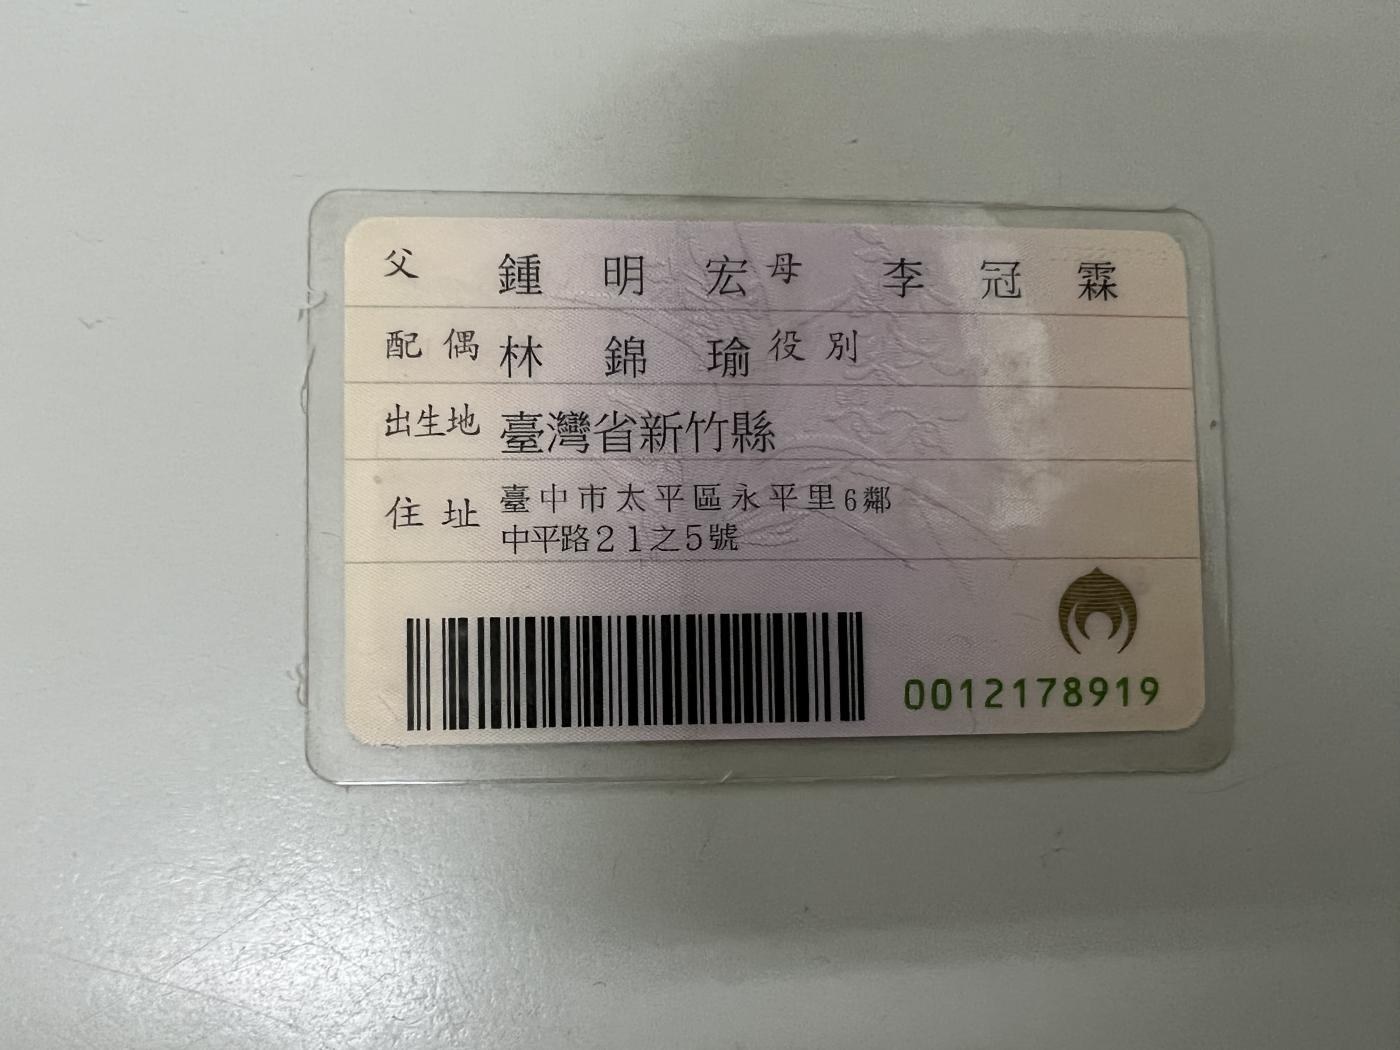 父 鍾明宏 母 李冠霖
配偶 林錦瑜 役別
出生地 臺灣省新竹縣
住址 臺中市太平區永平里6鄰
中平路21之5號
0012178919